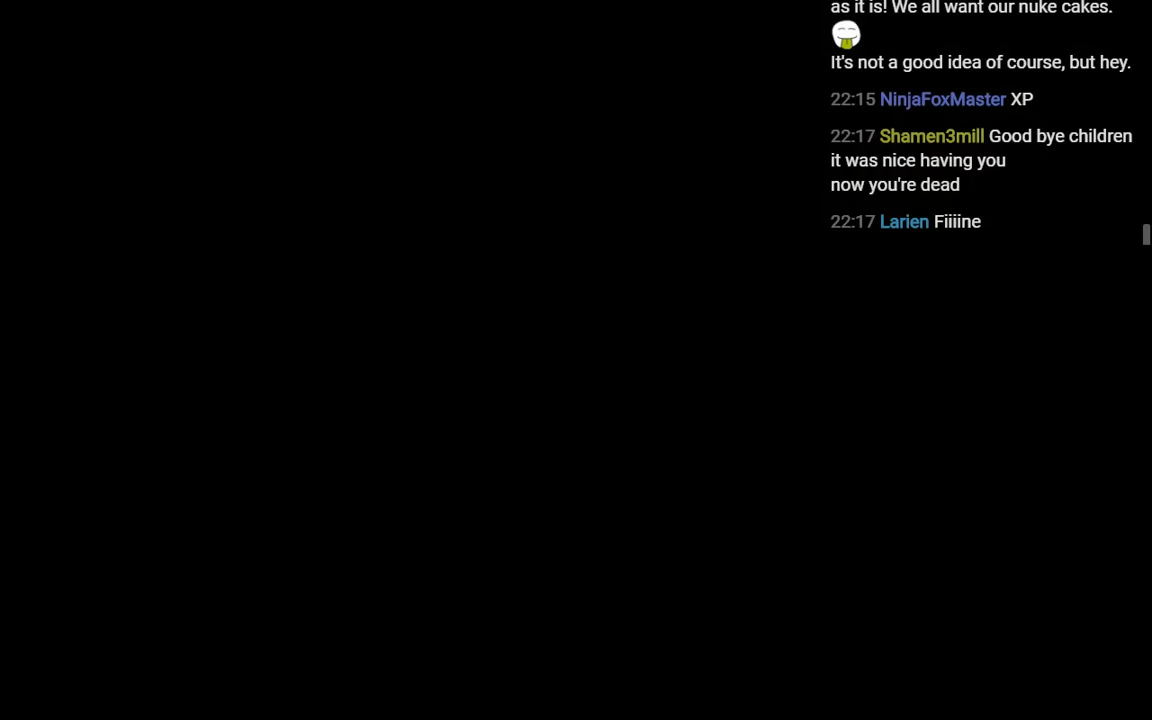 as it is! We all want our nuke cakes.
It's not a good idea of course, but hey.
22:15 NinjaFoxMaster XP
22:17 Shamen3mill Good bye children
it was nice having you
now you're dead
22:17 Larien Fiiiine